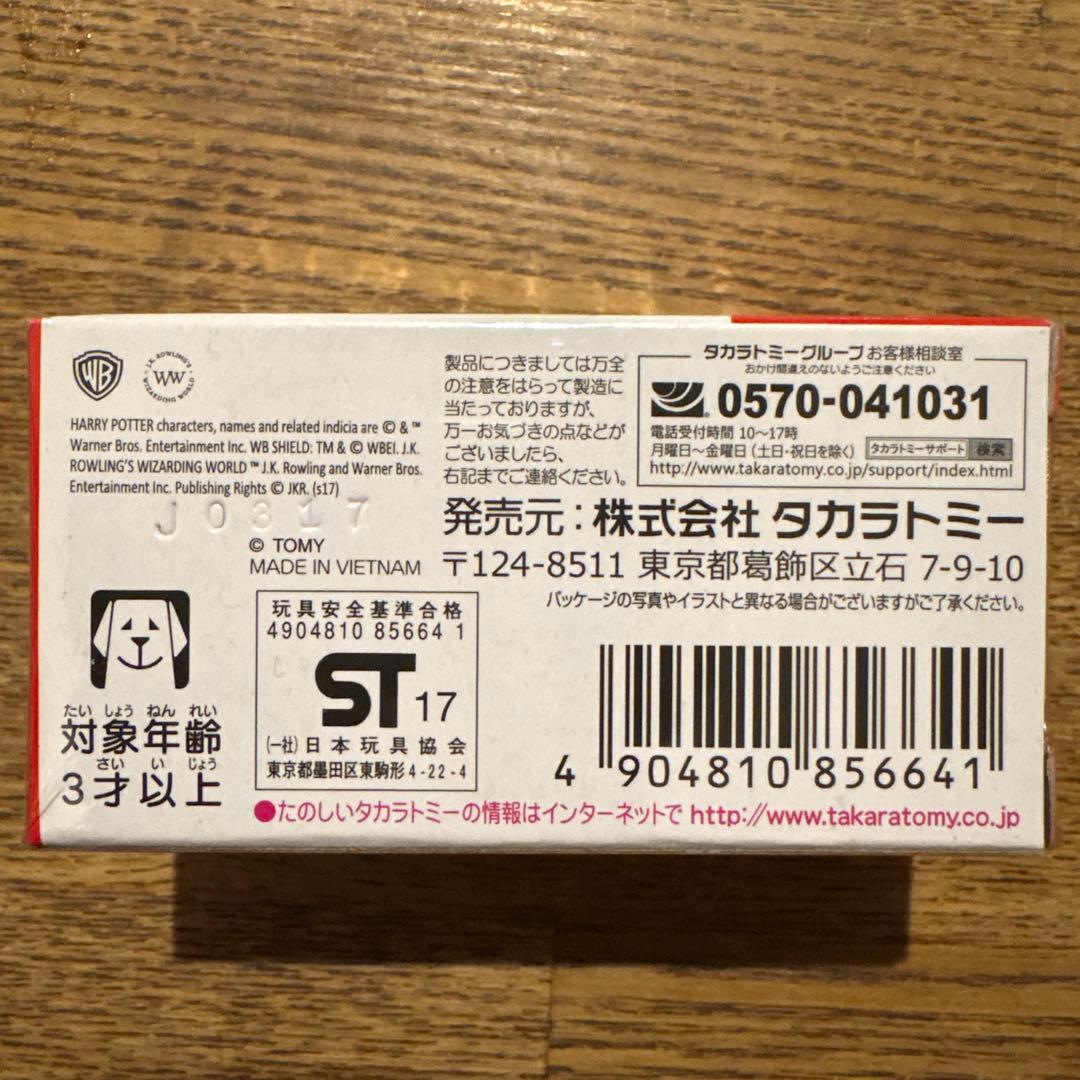 WB
J.K. ROWLING'S
WW
WIZARDING WORLD
HARRY POTTER characters, names and related indicia are © & ™
Warner Bros. Entertainment Inc. WB SHIELD: TM & © WBEI. J.K.
ROWLING'S WIZARDING WORLD ™ J.K. Rowling and Warner Bros.
Entertainment Inc. Publishing Rights © JKR. (s17)
J0317
© TOMY
MADE IN VIETNAM
製品につきましては万全
の注意をはらって製造に
当たっておりますが、
万一お気づきの点などが
ございましたら、
右記までご連絡ください。
タカラトミーグループ お客様相談室
おかけ間違えのないようご注意ください
0570-041031
電話受付時間 10〜17時
月曜日〜金曜日(土日・祝日を除く) タカラトミーサポート 検索
http://www.takaratomy.co.jp/support/index.html
発売元:株式会社 タカラトミー
〒124-8511 東京都葛飾区立石 7-9-10
パッケージの写真やイラストと異なる場合がございますがご了承ください。
たいしょうねんれい
対象年齢
さい い じょう
3才以上
玩具安全基準合格
4904810 85664 1
ST 17
(一社)日本玩具協会
東京都墨田区東駒形4-22-4
4 904810 856641
●たのしいタカラトミーの情報はインターネットで http://www.takaratomy.co.jp